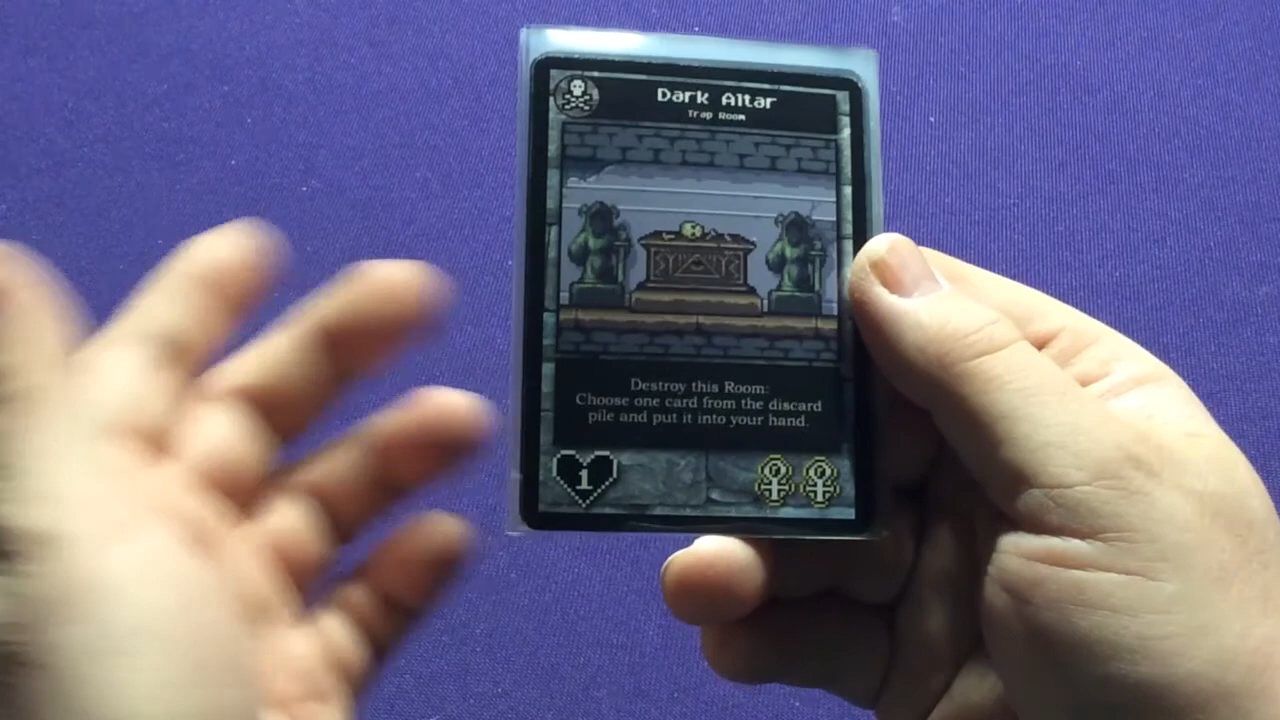 Dark Altar
Trap Room
Destroy this Room:
Choose one card from the discard
pile and put it into your hand.
1